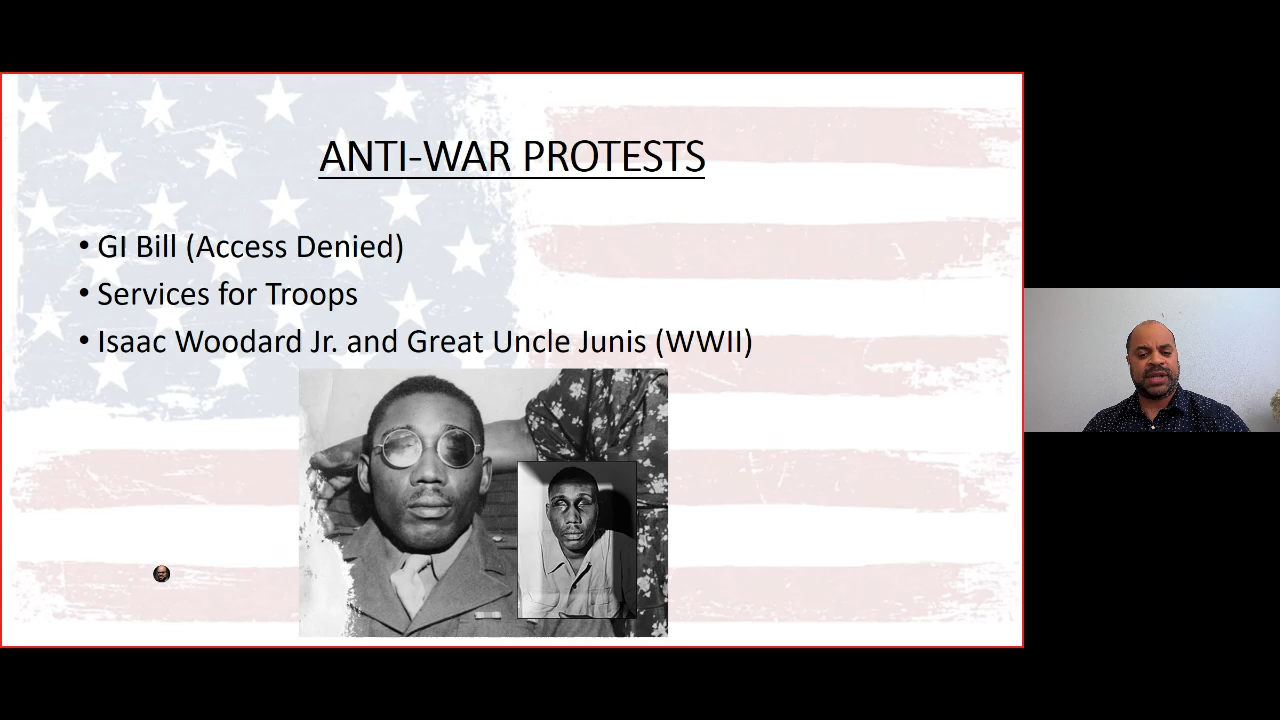 ANTI-WAR PROTESTS
• GI Bill (Access Denied)
• Services for Troops
• Isaac Woodard Jr. and Great Uncle Junis (WWII)